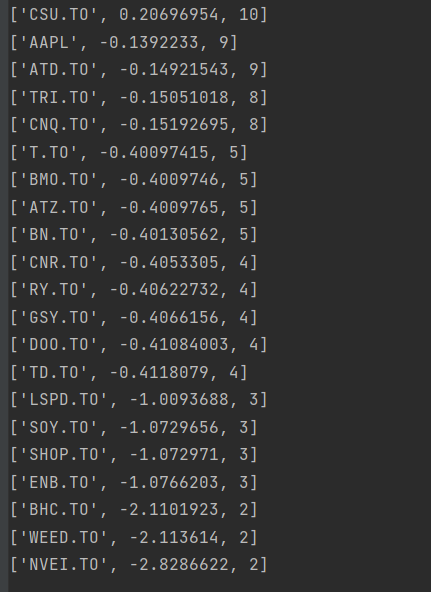 ['CSU.TO', 0.20696954, 10]
['AAPL', -0.1392233, 9]
['ATD.TO', -0.14921543, 9]
['TRI.TO', -0.15051018, 8]
['CNQ.TO', -0.15192695, 8]
['T.TO', -0.40097415, 5]
['BMO.TO', -0.4009746, 5]
['ATZ.TO', -0.4009765, 5]
['BN.TO', -0.40130562, 5]
['CNR.TO', -0.4053305, 4]
['RY.TO', -0.40622732, 4]
['GSY.TO', -0.4066156, 4]
['DOO.TO', -0.41084003, 4]
['TD.TO', -0.4118079, 4]
['LSPD.TO', -1.0093688, 3]
['SOY.TO', -1.0729656, 3]
['SHOP.TO', -1.072971, 3]
['ENB.TO', -1.0766203, 3]
['BHC.TO', -2.1101923, 2]
['WEED.TO', -2.113614, 2]
['NVEI.TO', -2.8286622, 2]